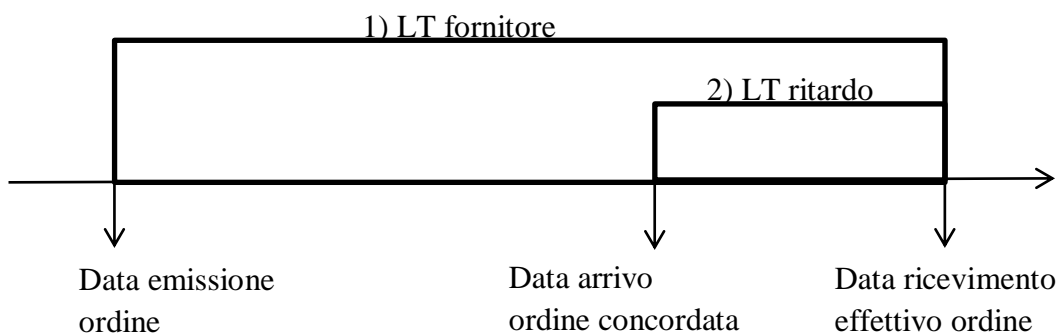 1) LT fornitore
2) LT ritardo
Data emissione
ordine
Data arrivo
ordine concordata
Data ricevimento
effettivo ordine